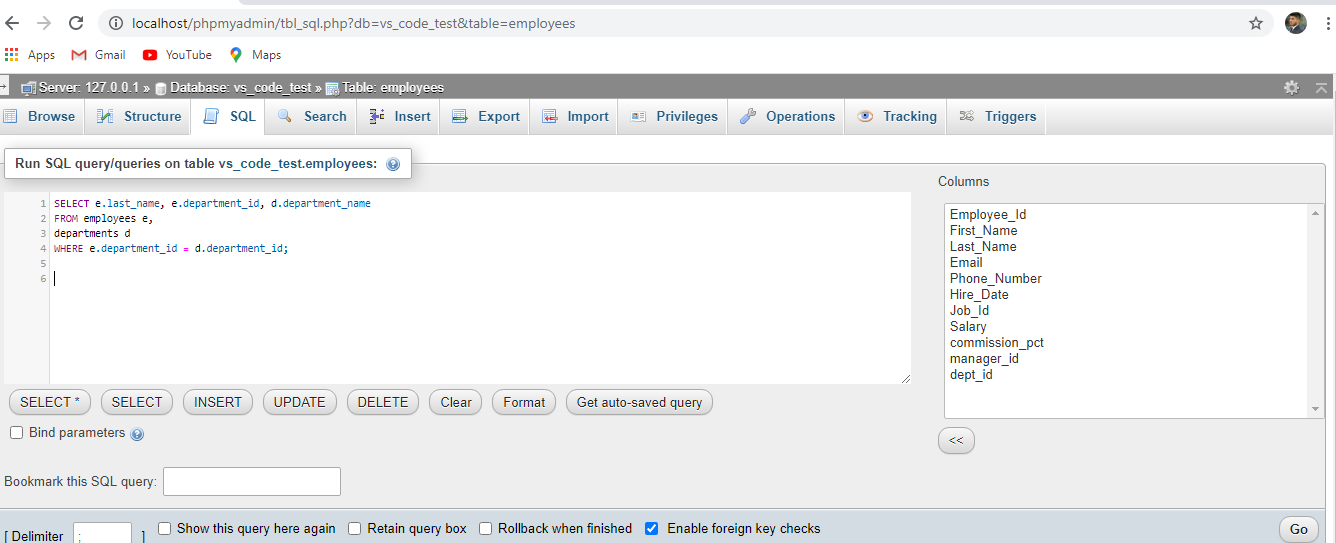 localhost/phpmyadmin/tbl_sql.php?db=vs_code_test&table=employees
Apps Gmail YouTube Maps
Server: 127.0.0.1 » Database: vs_code_test » Table: employees
Browse Structure SQL Search Insert Export Import Privileges Operations Tracking Triggers
Run SQL query/queries on table vs_code_test.employees:
1 SELECT e.last_name, e.department_id, d.department_name
2 FROM employees e,
3 departments d
4 WHERE e.department_id = d.department_id;
5
6
Columns
Employee_Id
First_Name
Last_Name
Email
Phone_Number
Hire_Date
Job_Id
Salary
commission_pct
manager_id
dept_id
SELECT * SELECT INSERT UPDATE DELETE Clear Format Get auto-saved query
<<
Bind parameters
Bookmark this SQL query:
[ Delimiter ; ] Show this query here again Retain query box Rollback when finished Enable foreign key checks Go